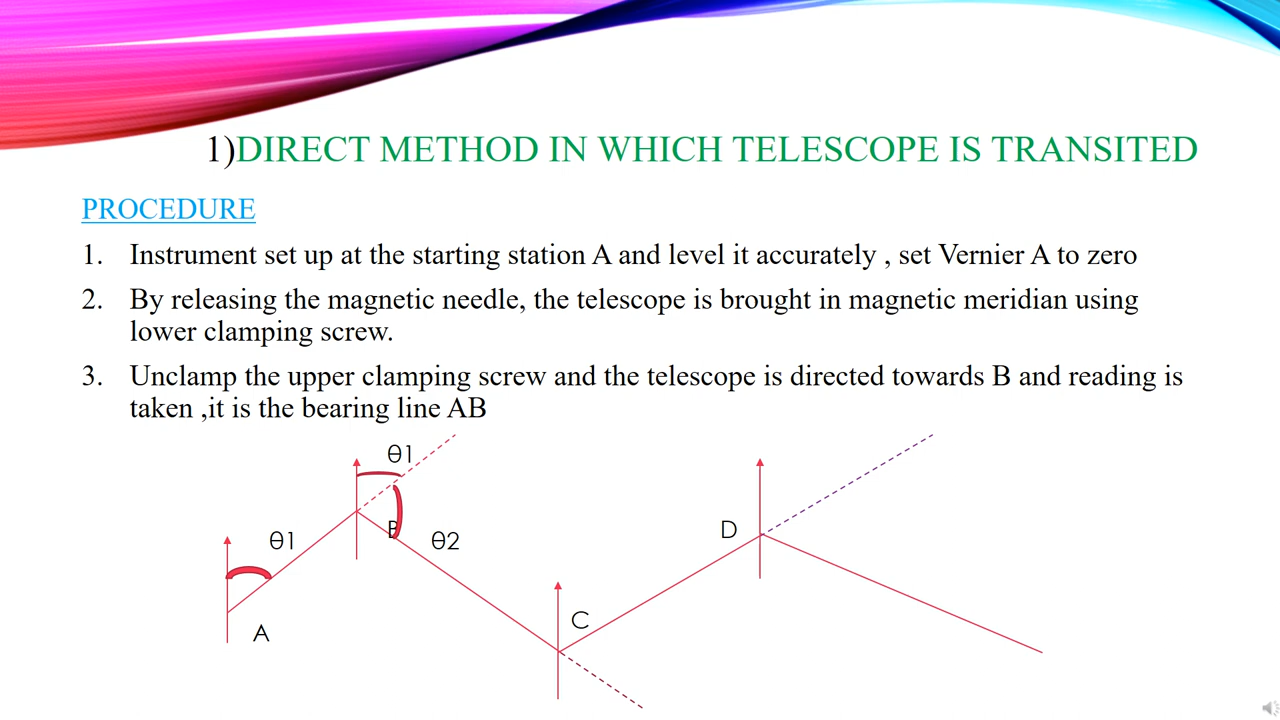 1)DIRECT METHOD IN WHICH TELESCOPE IS TRANSITED
PROCEDURE
1. Instrument set up at the starting station A and level it accurately , set Vernier A to zero
2. By releasing the magnetic needle, the telescope is brought in magnetic meridian using
lower clamping screw.
3. Unclamp the upper clamping screw and the telescope is directed towards B and reading is
taken ,it is the bearing line AB
θ1
θ1
B
θ2
D
C
A